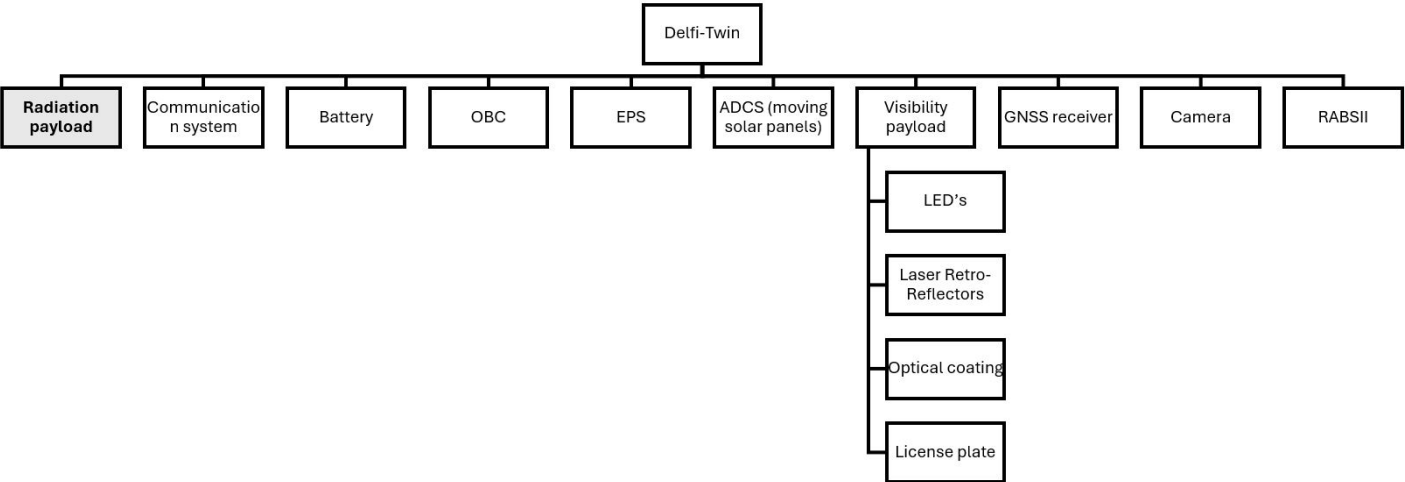 Delfi-Twin
Radiation
payload
Communicatio
n system
Battery
OBC
EPS
ADCS (moving
solar panels)
Visibility
payload
GNSS receiver
Camera
RABSII
LED’s
Laser Retro-
Reflectors
Optical coating
License plate